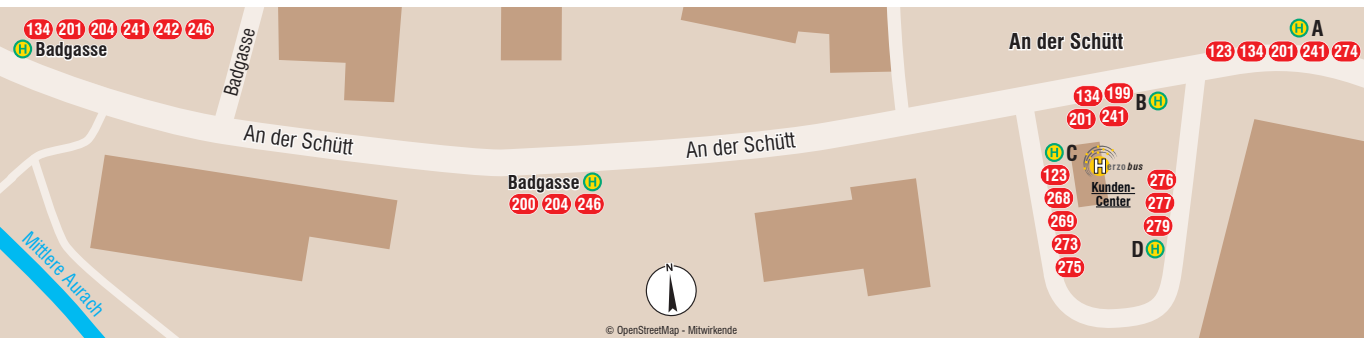 134 201 204 241 242 246
H Badgasse
Badgasse
An der Schütt
Mittlere Aurach
Badgasse H
200 204 246
An der Schütt
N
© OpenStreetMap - Mitwirkende
An der Schütt
H A
123 134 201 241 274
134 199
B H
201 241
H C
123
268
269
273
275
Herzobus
Kunden-
Center
276
277
279
D H